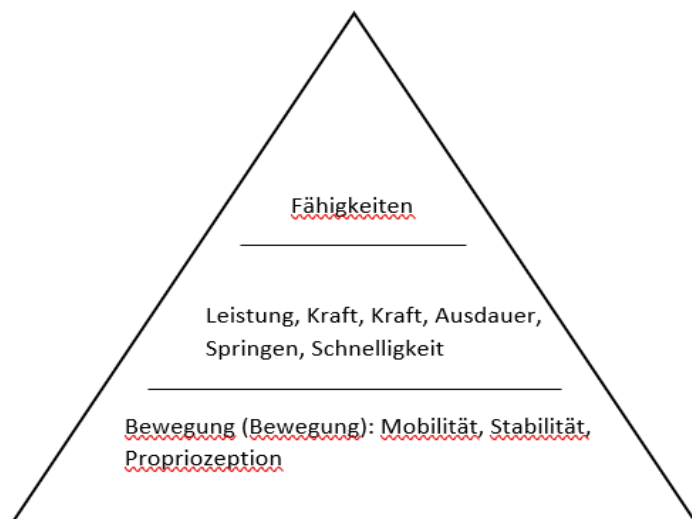 Fähigkeiten
Leistung, Kraft, Kraft, Ausdauer,
Springen, Schnelligkeit
Bewegung (Bewegung): Mobilität, Stabilität,
Propriozeption